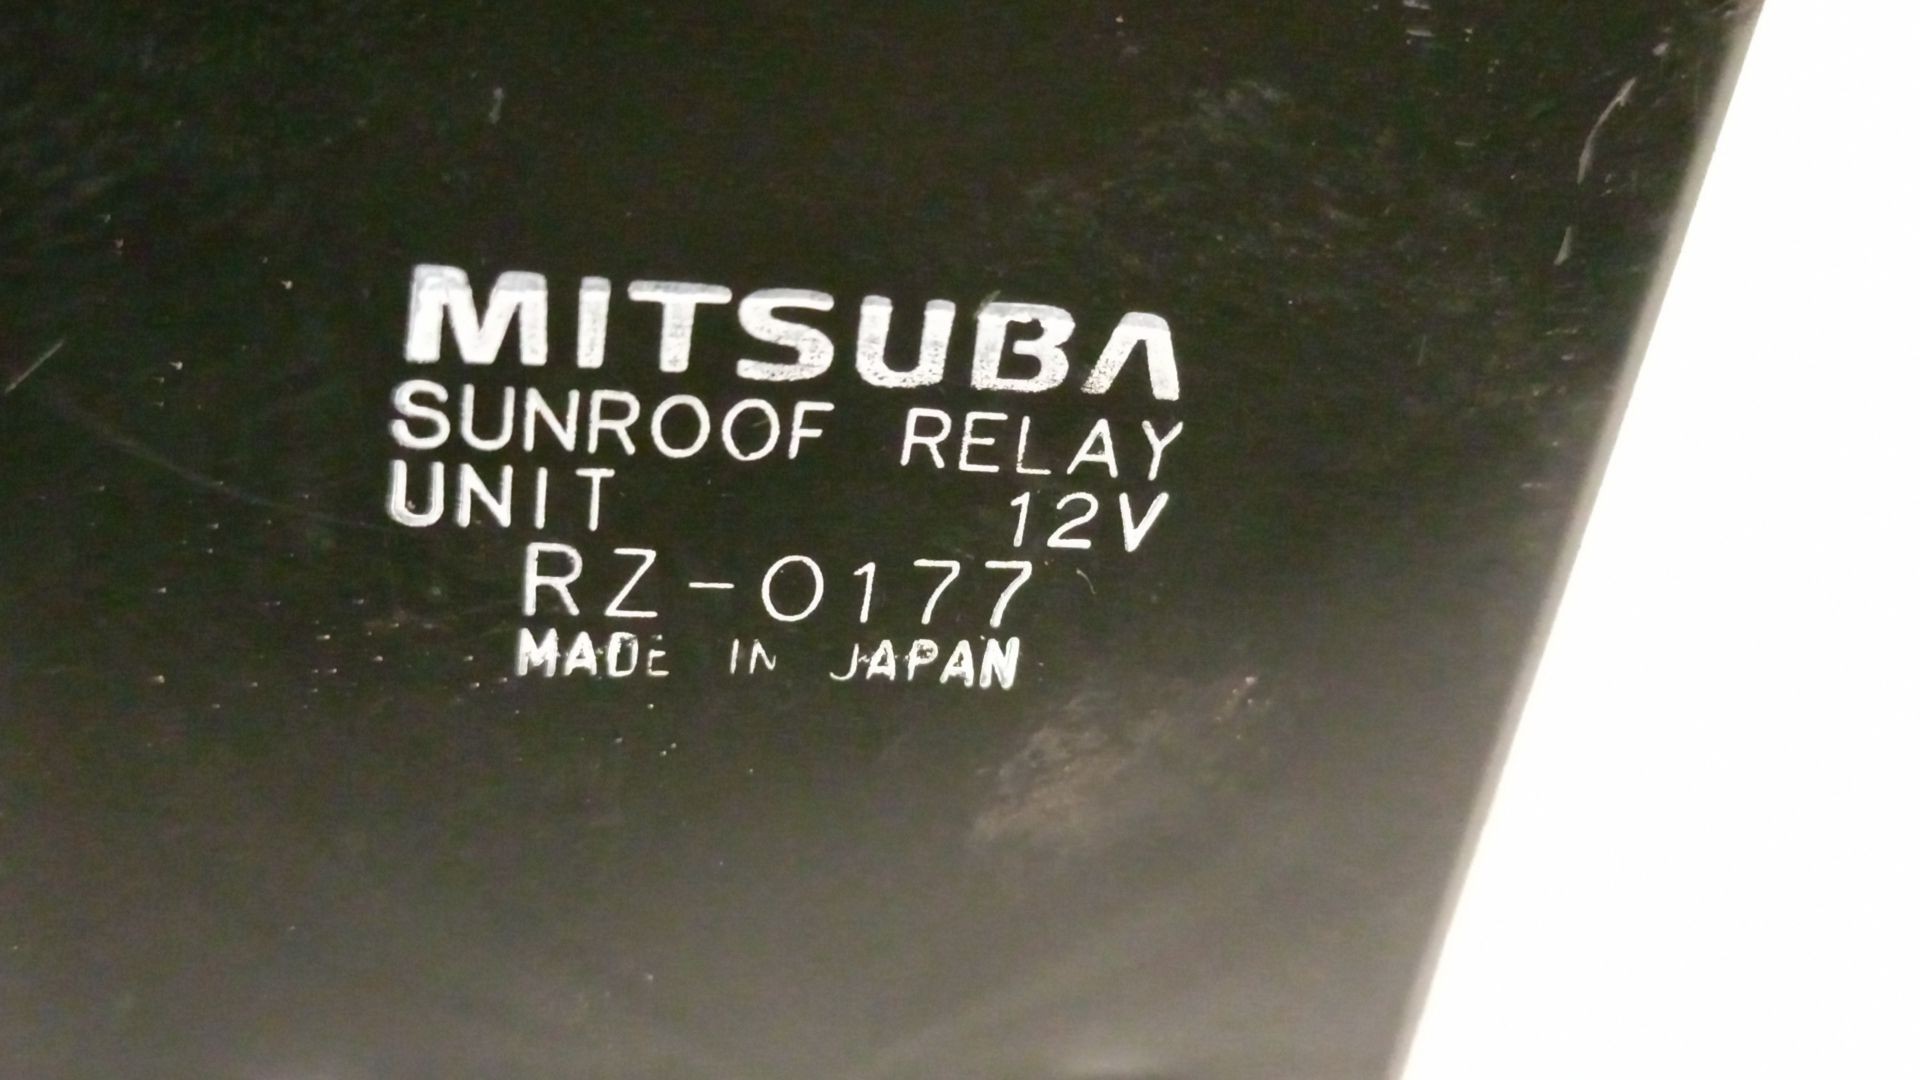 MITSUBA
SUNROOF RELAY
UNIT 12V
RZ-0177
MADE IN JAPAN